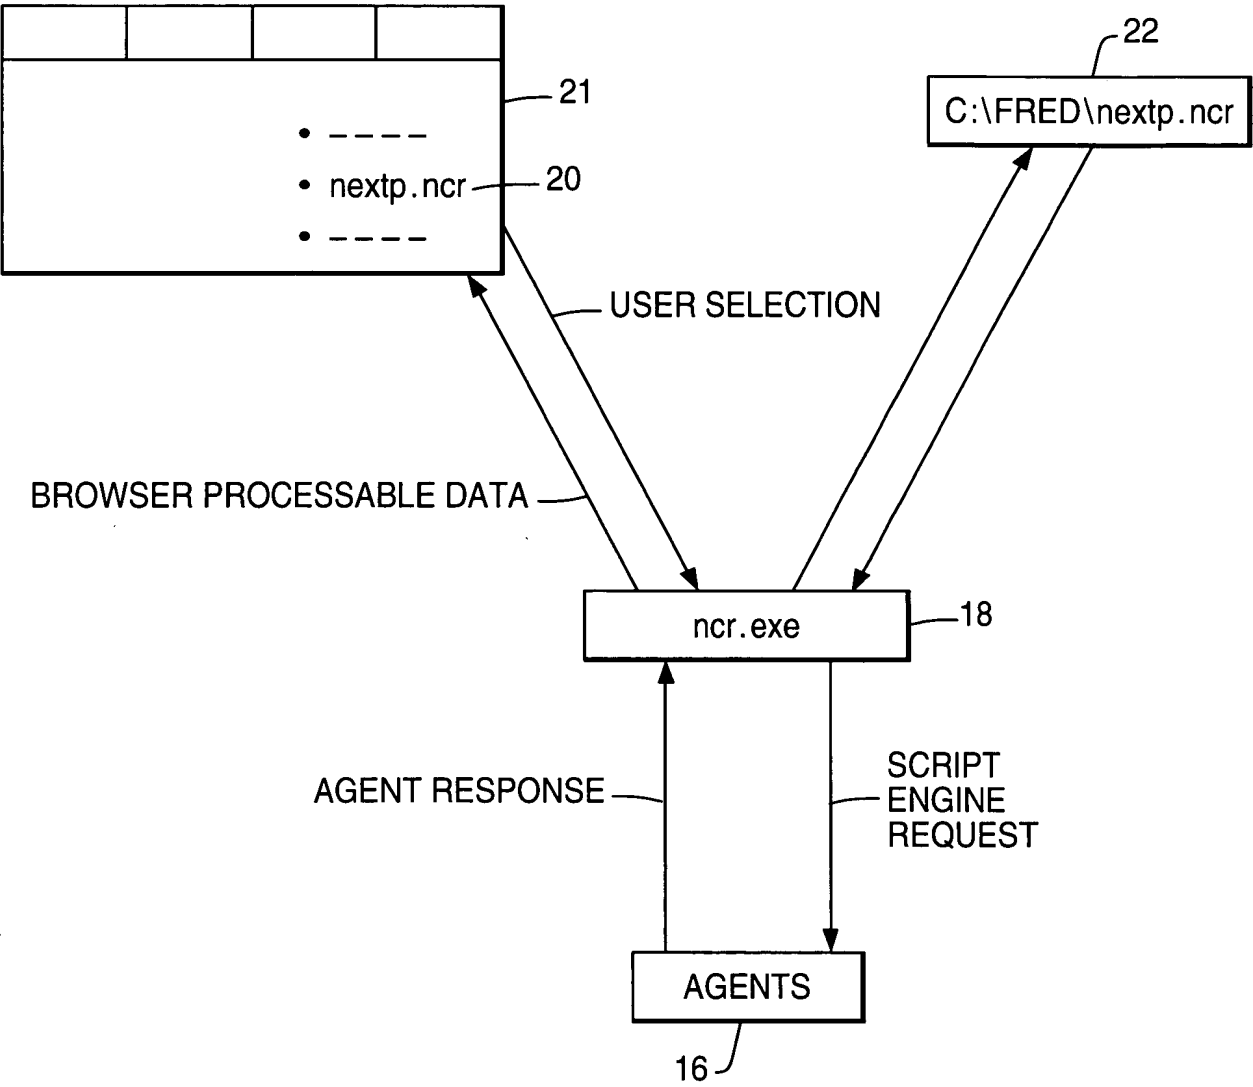 22
21
C:\FRED\nextp.ncr
• – – – –
• nextp.ncr
20
• – – – –
USER SELECTION
BROWSER PROCESSABLE DATA
ncr.exe
18
AGENT RESPONSE
SCRIPT
ENGINE
REQUEST
AGENTS
16